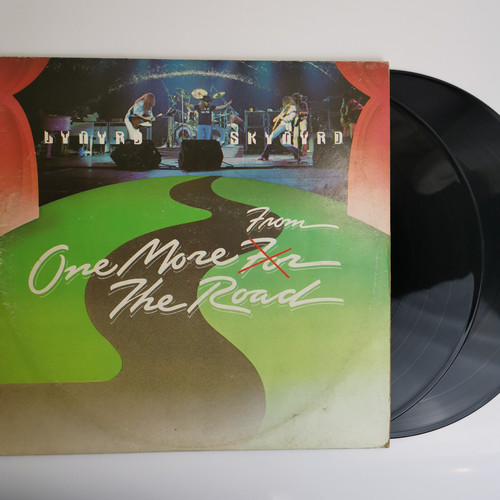 LYNYRD SKYNYRD
From
One More For
The Road